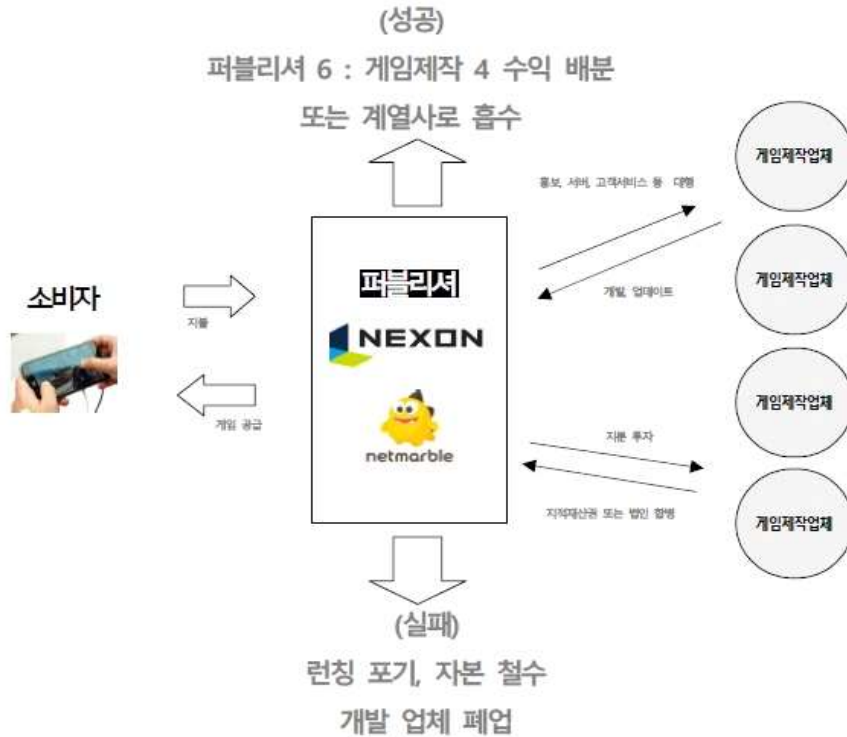 (성공)
퍼블리셔 6 : 게임제작 4 수익 배분
또는 계열사로 흡수
게임제작업체
홍보, 서버, 고객서비스 등 대행
퍼블리셔
게임제작업체
소비자
개발, 업데이트
지불
NEXON
게임제작업체
게임 공급
지분 투자
netmarble
지적재산권 또는 법인 합병
게임제작업체
(실패)
런칭 포기, 자본 철수
개발 업체 폐업